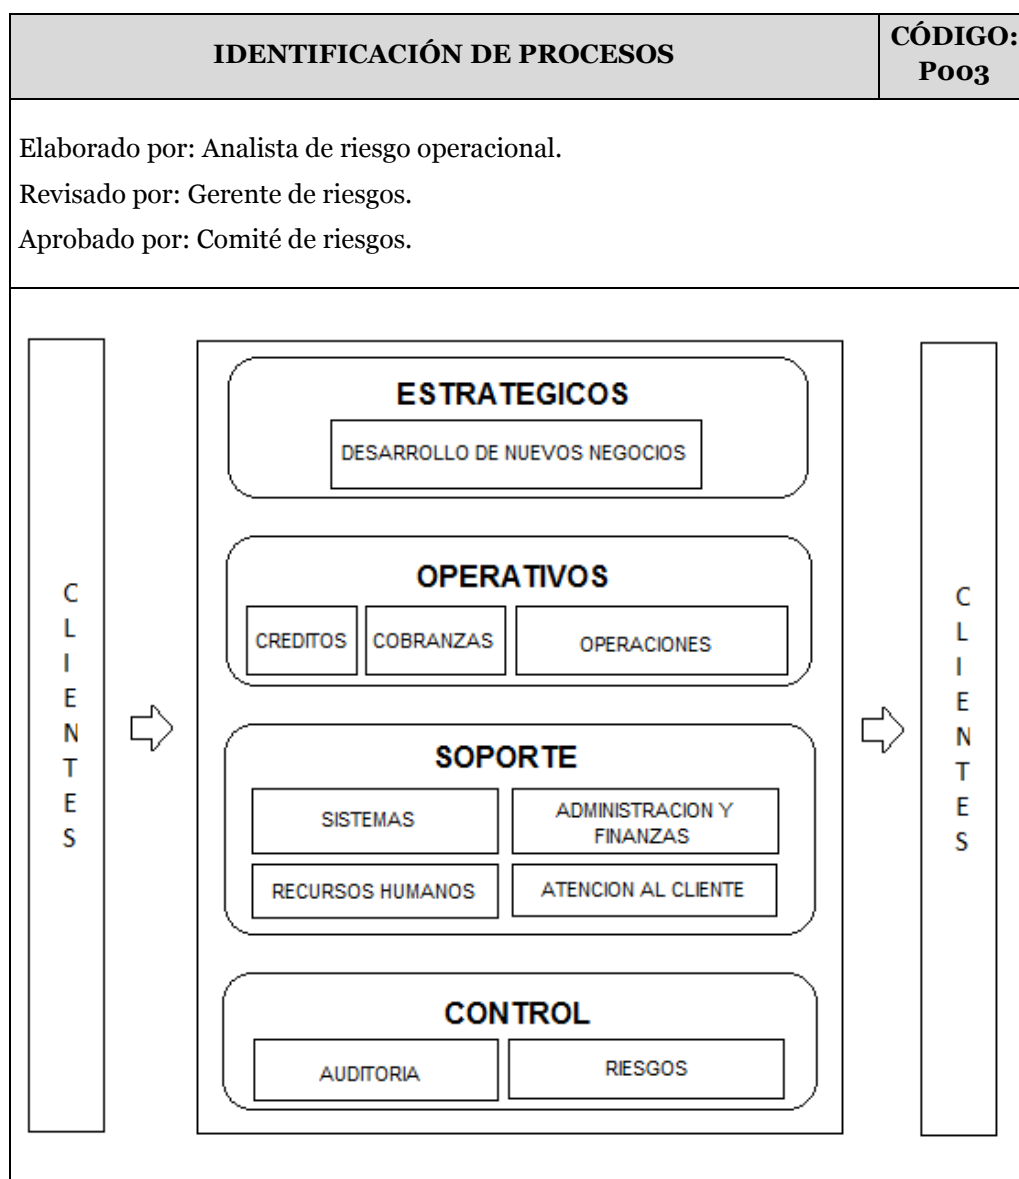 IDENTIFICACIÓN DE PROCESOS
CÓDIGO:
P003
Elaborado por: Analista de riesgo operacional.
Revisado por: Gerente de riesgos.
Aprobado por: Comité de riesgos.
C
L
I
E
N
T
E
S
ESTRATEGICOS
DESARROLLO DE NUEVOS NEGOCIOS
OPERATIVOS
CREDITOS
COBRANZAS
OPERACIONES
SOPORTE
SISTEMAS
ADMINISTRACION Y
FINANZAS
RECURSOS HUMANOS
ATENCION AL CLIENTE
CONTROL
AUDITORIA
RIESGOS
C
L
I
E
N
T
E
S